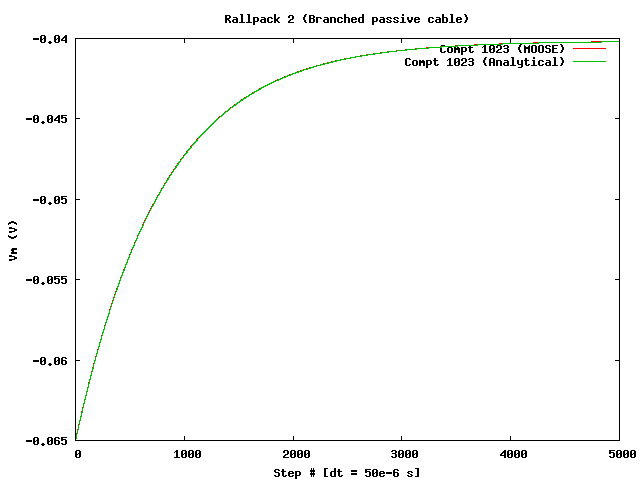 Rallpack 2 (Branched passive cable)
-0.04
Compt 1023 (MOOSE)
Compt 1023 (Analytical)
-0.045
-0.05
Vm (V)
-0.055
-0.06
-0.065
0 1000 2000 3000 4000 5000
Step # [dt = 50e-6 s]